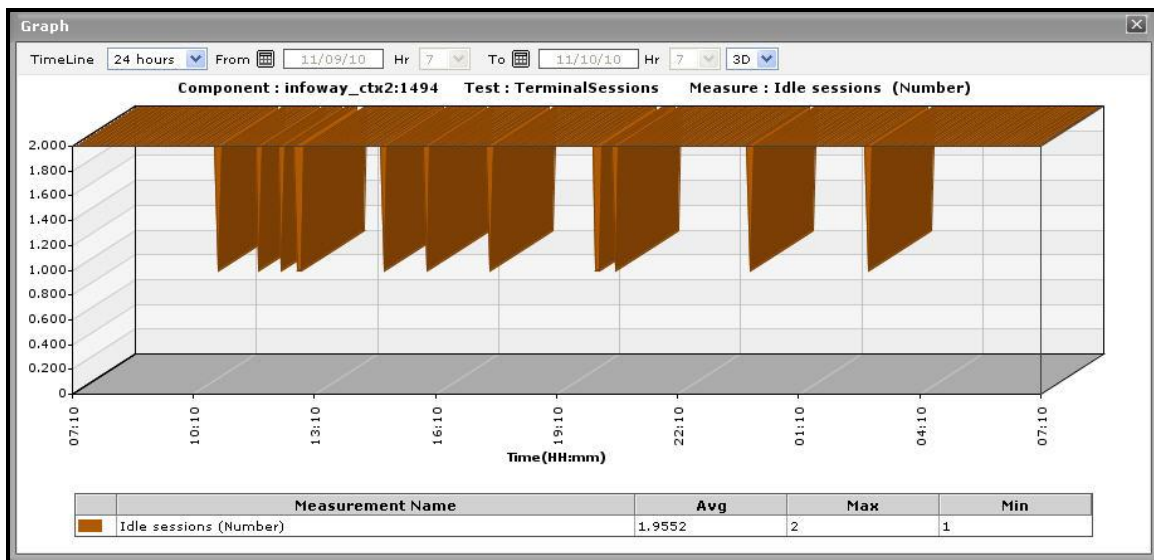 Graph
TimeLine 24 hours From 11/09/10 Hr 7 To 11/10/10 Hr 7 3D
Component : infoway_ctx2:1494 Test : TerminalSessions Measure : Idle sessions (Number)
2.000
1.800
1.600
1.400
1.200
1.000
0.800
0.600
0.400
0.200
0
07:10 10:10 13:10 16:10 19:10 22:10 01:10 04:10 07:10
Time(HH:mm)
Measurement Name Avg Max Min
Idle sessions (Number) 1.9552 2 1